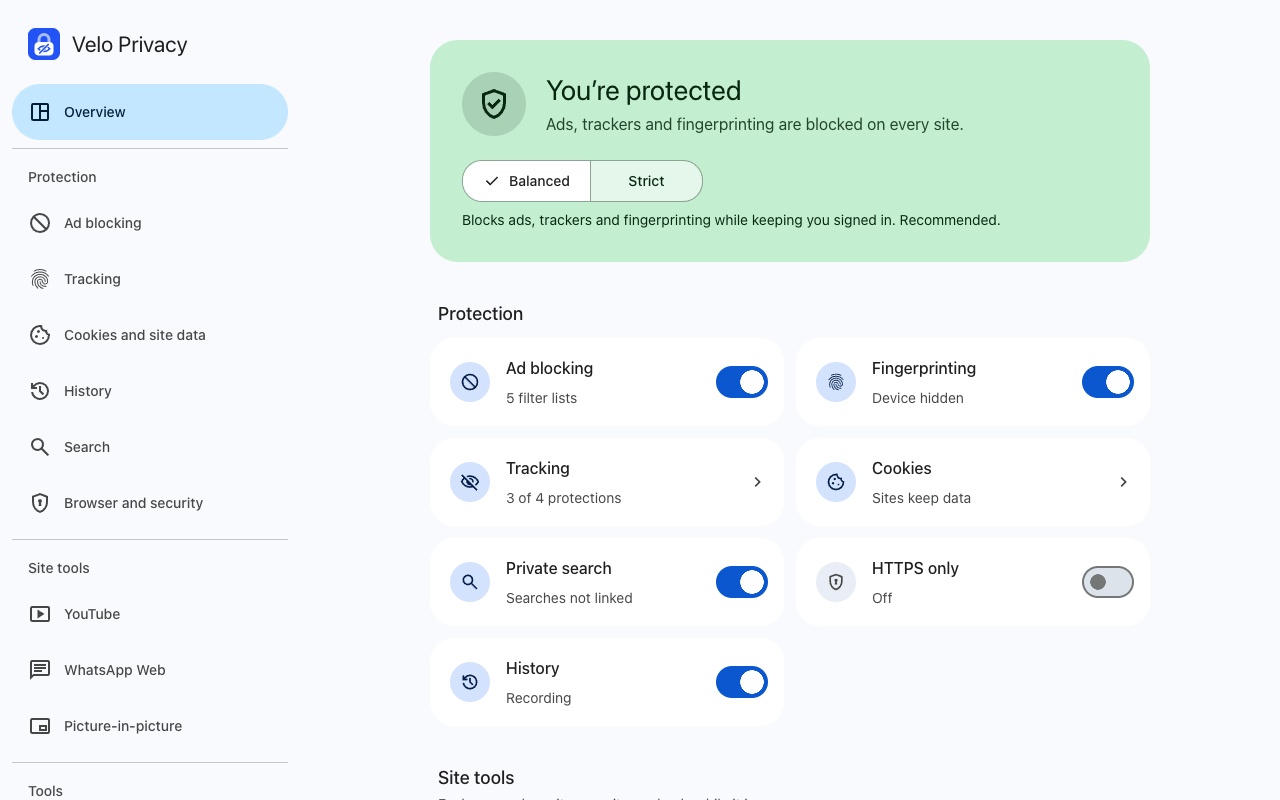 Velo Privacy
Overview
Protection
Ad blocking
Tracking
Cookies and site data
History
Search
Browser and security
Site tools
YouTube
WhatsApp Web
Picture-in-picture
Tools
You’re protected
Ads, trackers and fingerprinting are blocked on every site.
Balanced
Strict
Blocks ads, trackers and fingerprinting while keeping you signed in. Recommended.
Protection
Ad blocking
5 filter lists
Fingerprinting
Device hidden
Tracking
3 of 4 protections
Cookies
Sites keep data
Private search
Searches not linked
HTTPS only
Off
History
Recording
Site tools